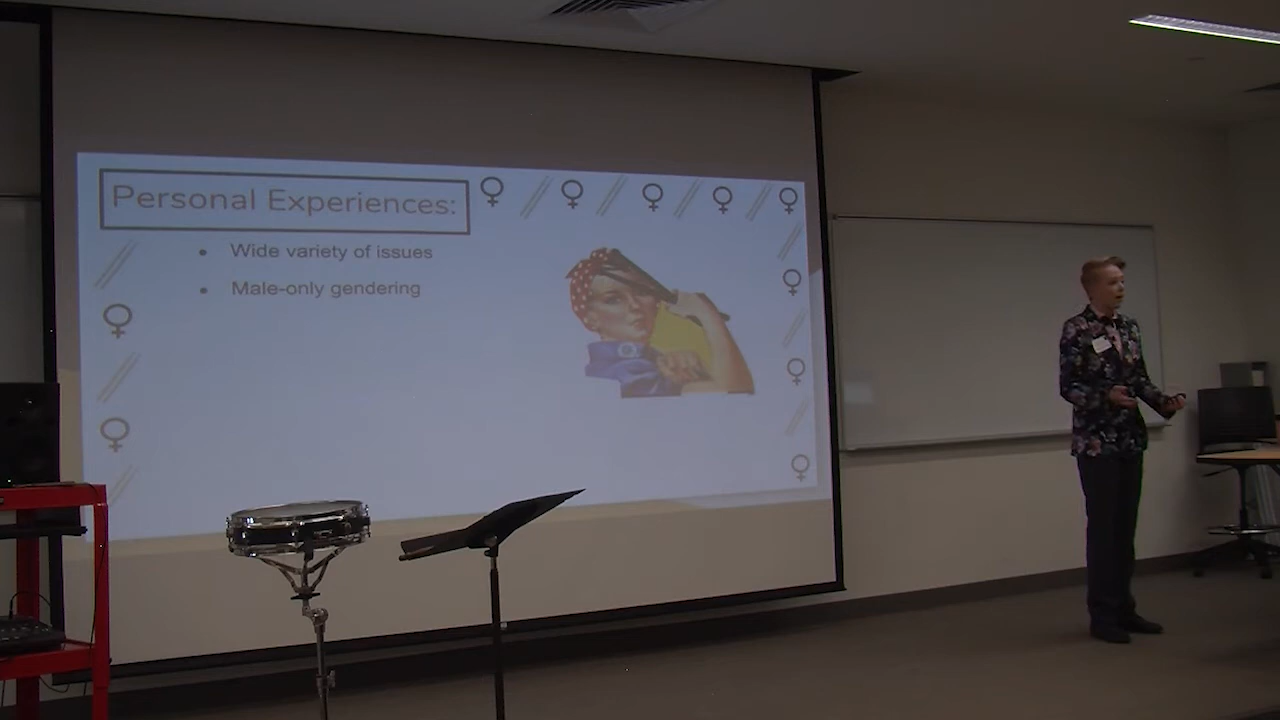 Personal Experiences:
Wide variety of issues
Male-only gendering